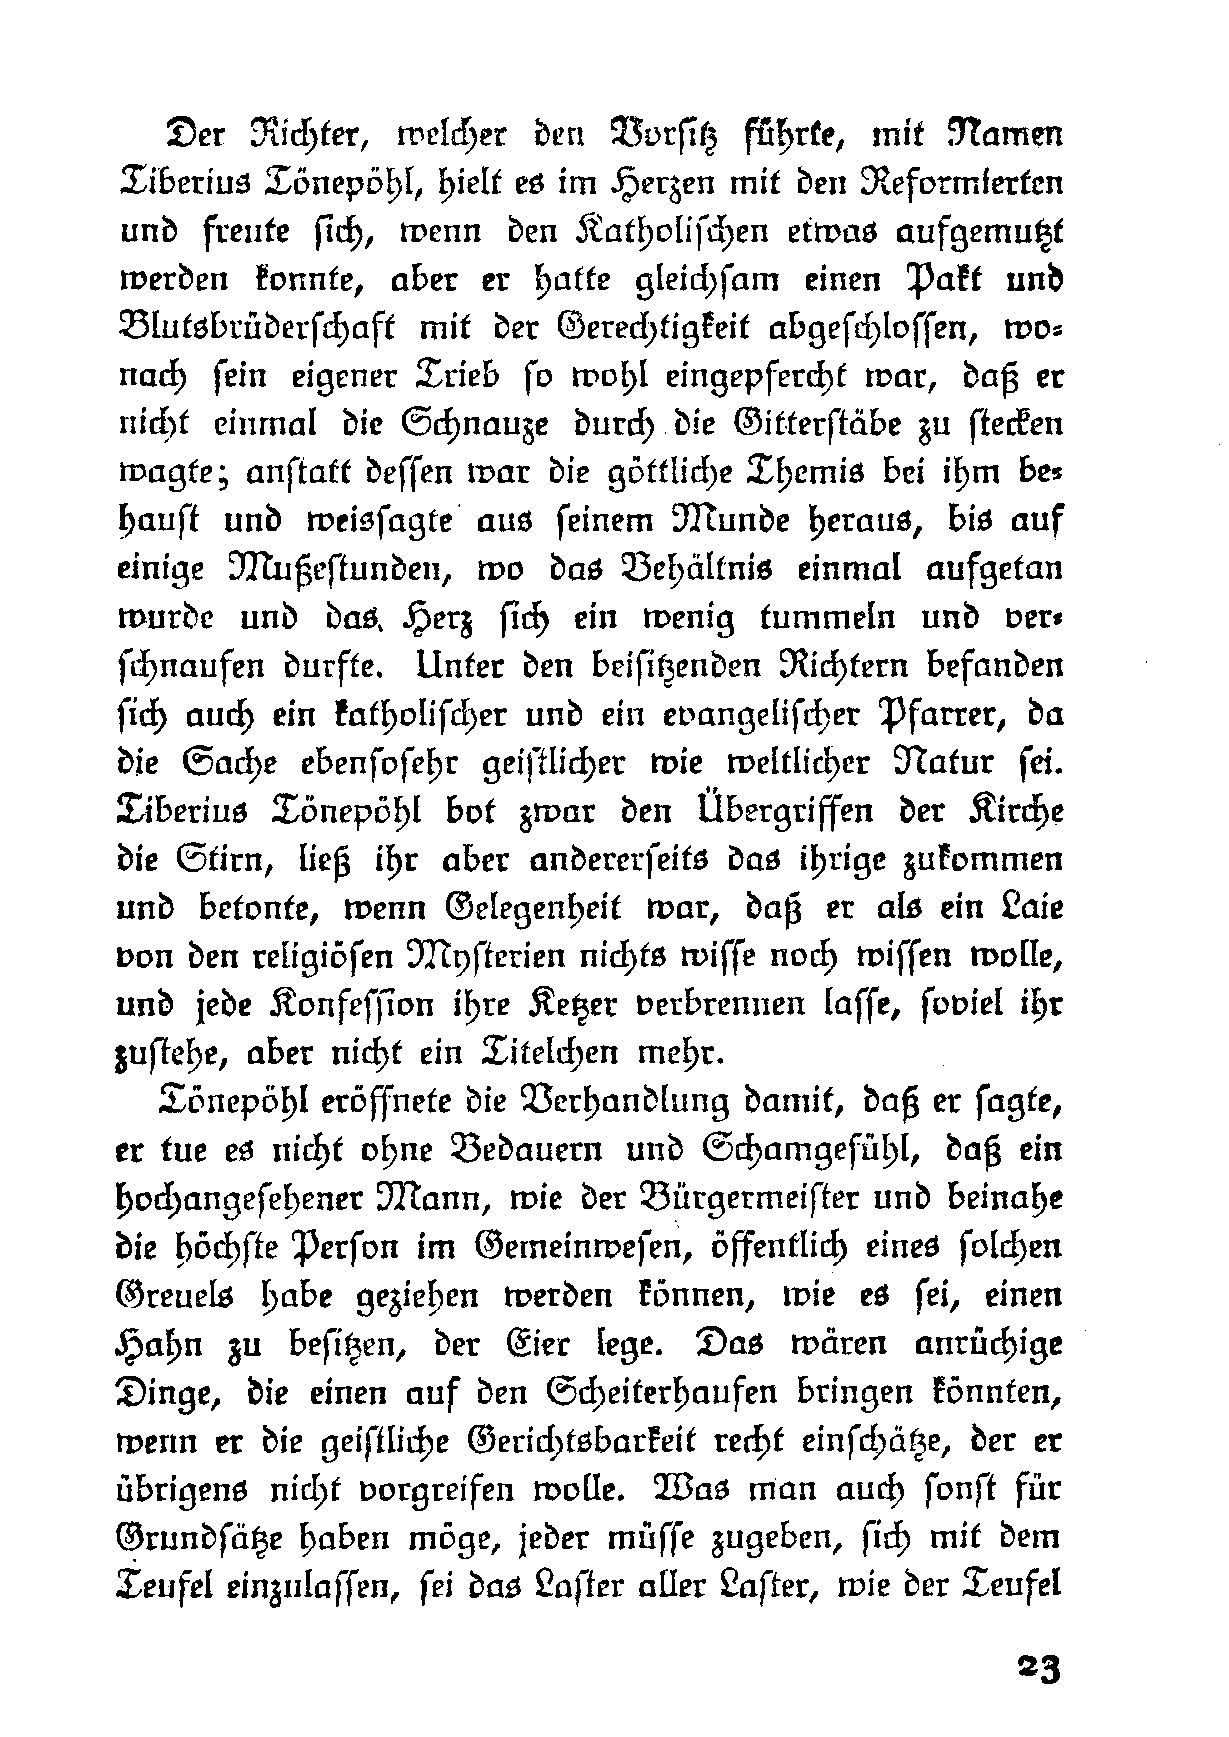 Der Richter, welcher den Vorsitz führte, mit Namen
Tiberius Tönepöhl, hielt es im Herzen mit den Reformierten
und freute sich, wenn den Katholischen etwas aufgemutzt
werden konnte, aber er hatte gleichsam einen Pakt und
Blutsbrüderschaft mit der Gerechtigkeit abgeschlossen, wo-
nach sein eigener Trieb so wohl eingepfercht war, daß er
nicht einmal die Schnauze durch die Gitterstäbe zu stecken
wagte; anstatt dessen war die göttliche Themis bei ihm be-
haust und weissagte aus seinem Munde heraus, bis auf
einige Mußestunden, wo das Behältnis einmal aufgetan
wurde und das Herz sich ein wenig tummeln und ver-
schnaufen durfte. Unter den beisitzenden Richtern befanden
sich auch ein katholischer und ein evangelischer Pfarrer, da
die Sache ebensosehr geistlicher wie weltlicher Natur sei.
Tiberius Tönepöhl bot zwar den Übergriffen der Kirche
die Stirn, ließ ihr aber andererseits das ihrige zukommen
und betonte, wenn Gelegenheit war, daß er als ein Laie
von den religiösen Mysterien nichts wisse noch wissen wolle,
und jede Konfession ihre Ketzer verbrennen lasse, soviel ihr
zustehe, aber nicht ein Titelchen mehr.
Tönepöhl eröffnete die Verhandlung damit, daß er sagte,
er tue es nicht ohne Bedauern und Schamgefühl, daß ein
hochangesehener Mann, wie der Bürgermeister und beinahe
die höchste Person im Gemeinwesen, öffentlich eines solchen
Greuels habe geziehen werden können, wie es sei, einen
Hahn zu besitzen, der Eier lege. Das wären anrüchige
Dinge, die einen auf den Scheiterhaufen bringen könnten,
wenn er die geistliche Gerichtsbarkeit recht einschätze, der er
übrigens nicht vorgreifen wolle. Was man auch sonst für
Grundsätze haben möge, jeder müsse zugeben, sich mit dem
Teufel einzulassen, sei das Laster aller Laster, wie der Teufel
23